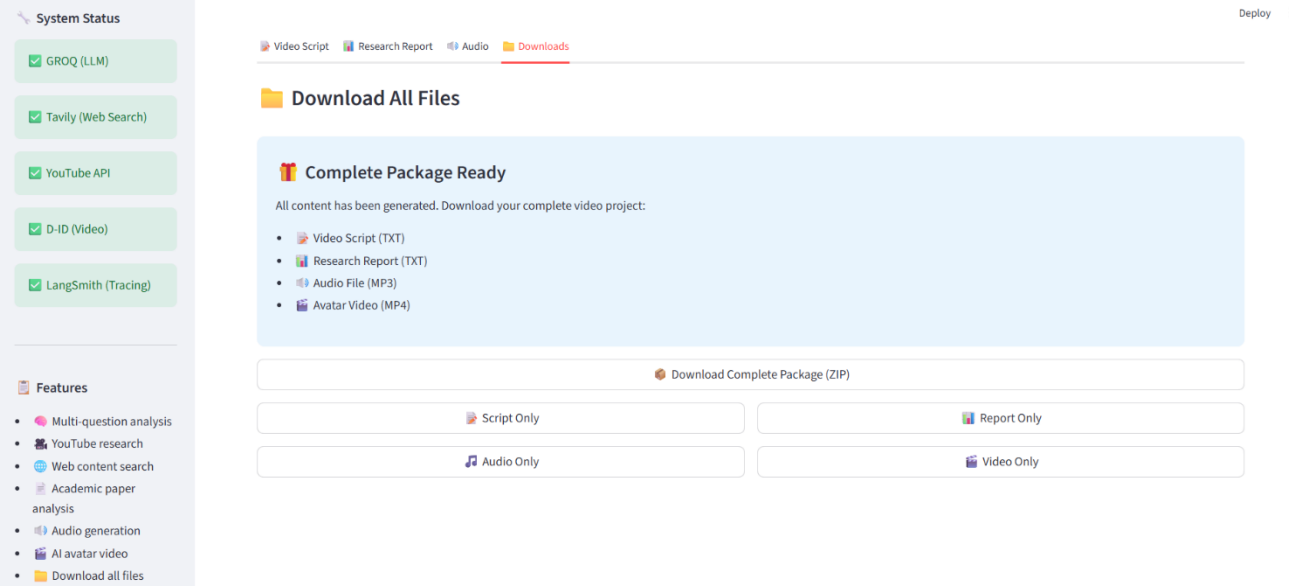 System Status
GROQ (LLM)
Tavily (Web Search)
YouTube API
D-ID (Video)
LangSmith (Tracing)
Features
Multi-question analysis
YouTube research
Web content search
Academic paper
analysis
Audio generation
AI avatar video
Download all files
Deploy
Video Script
Research Report
Audio
Downloads
Download All Files
Complete Package Ready
All content has been generated. Download your complete video project:
Video Script (TXT)
Research Report (TXT)
Audio File (MP3)
Avatar Video (MP4)
Download Complete Package (ZIP)
Script Only
Report Only
Audio Only
Video Only